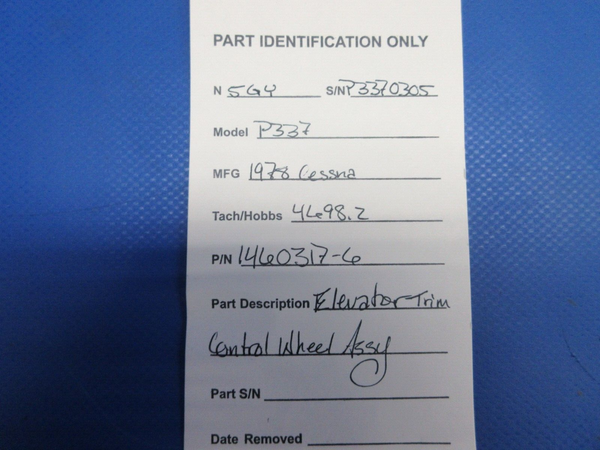 PART IDENTIFICATION ONLY
N 5GY S/N P3370305
Model P337
MFG 1978 Cessna
Tach/Hobbs 4698.2
P/N 1460317-6
Part Description Elevator Trim
Control Wheel Assy
Part S/N
Date Removed